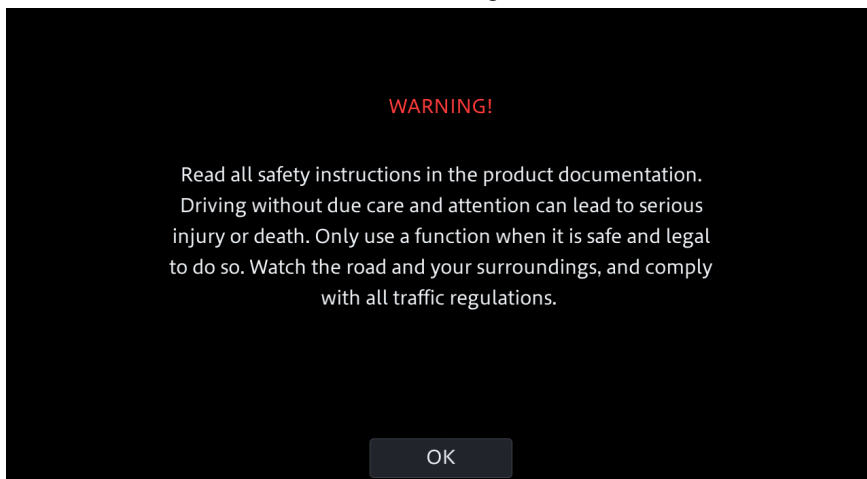 WARNING!
Read all safety instructions in the product documentation.
Driving without due care and attention can lead to serious
injury or death. Only use a function when it is safe and legal
to do so. Watch the road and your surroundings, and comply
with all traffic regulations.
OK